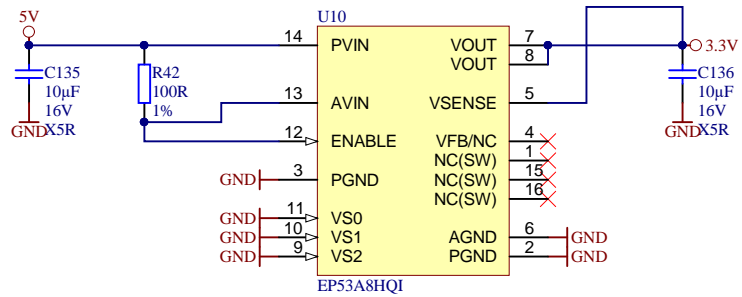 U10
5V
14 PVIN VOUT 7
VOUT 8
3.3V
C135
10µF
16V
X5R
GND
R42
100R
1%
13 AVIN VSENSE 5
C136
10µF
16V
X5R
GND
12 ENABLE VFB/NC 4
NC(SW) 1
GND 3 PGND NC(SW) 15
NC(SW) 16
GND 11 VS0
GND 10 VS1 AGND 6 GND
GND 9 VS2 PGND 2 GND
EP53A8HQI